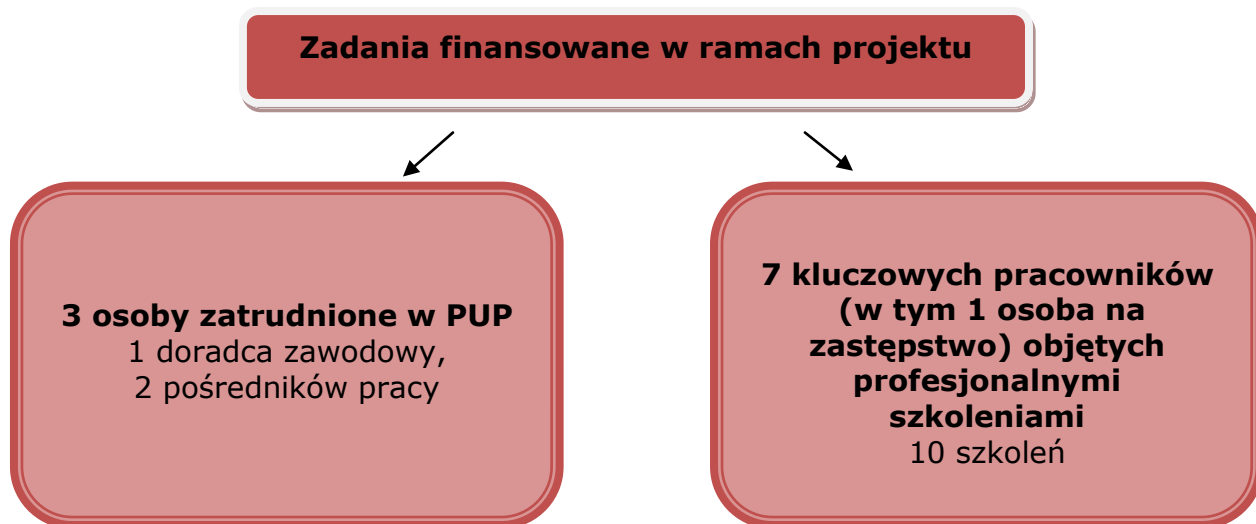 Zadania finansowane w ramach projektu
3 osoby zatrudnione w PUP
1 doradca zawodowy,
2 pośredników pracy
7 kluczowych pracowników
(w tym 1 osoba na
zastępstwo) objętych
profesjonalnymi
szkoleniami
10 szkoleń